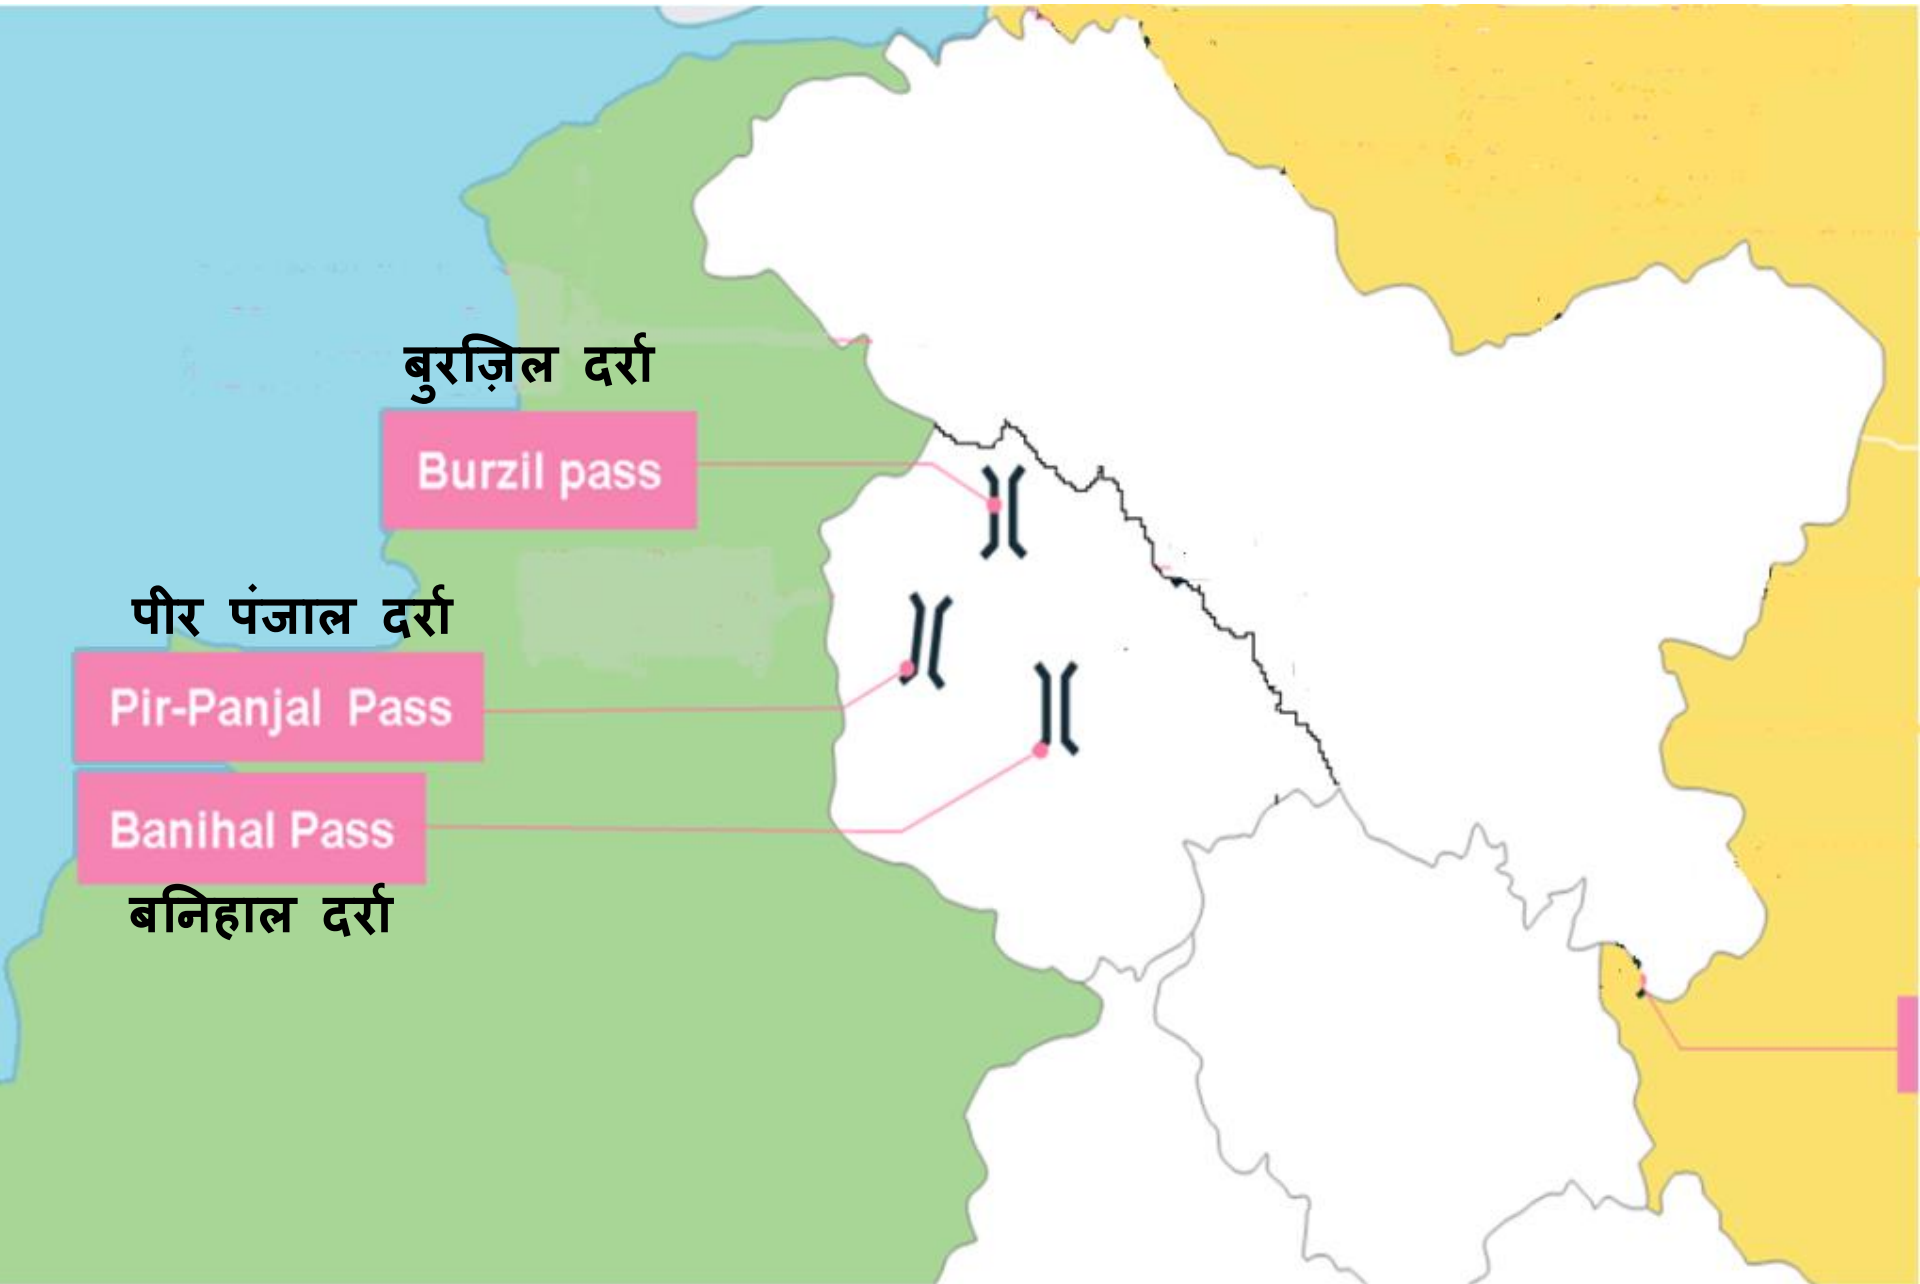 बुरज़िल दर्रा
Burzil pass
पीर पंजाल दर्रा
Pir-Panjal Pass
Banihal Pass
बनिहाल दर्रा